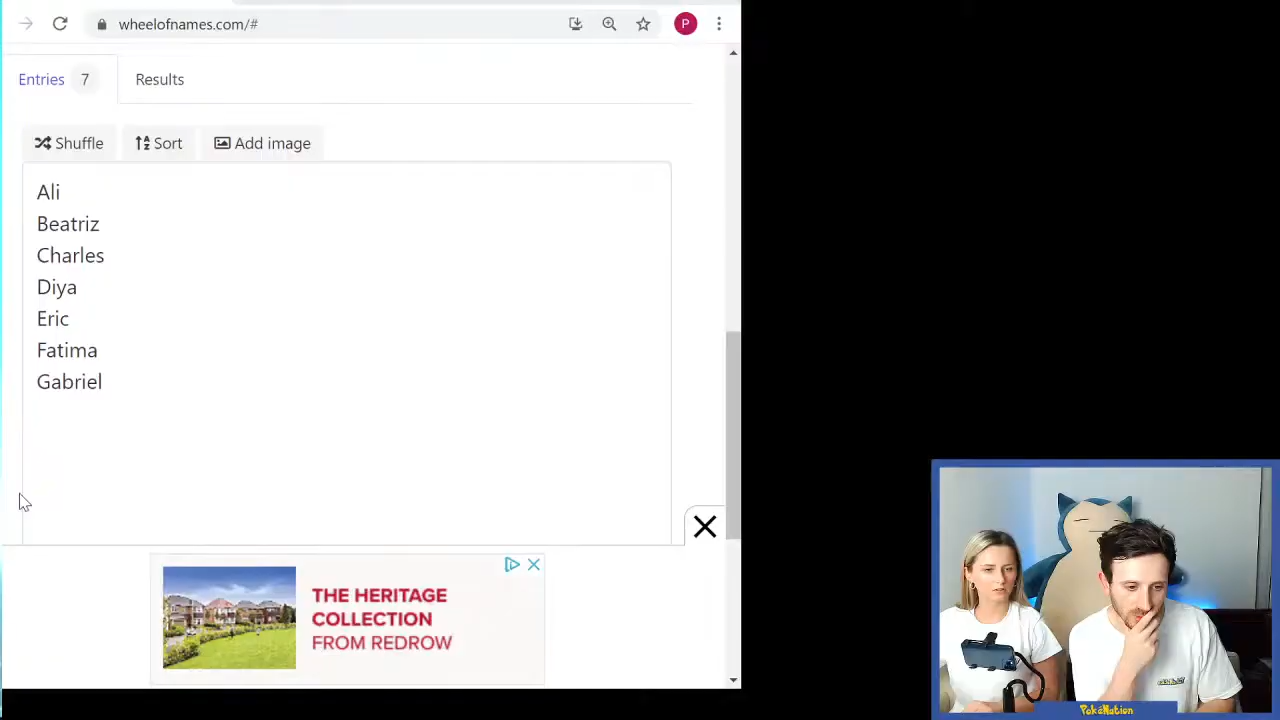 wheelofnames.com/#
P
Entries 7
Results
Shuffle
Sort
Add image
Ali
Beatriz
Charles
Diya
Eric
Fatima
Gabriel
THE HERITAGE
COLLECTION
FROM REDROW
PokéNation